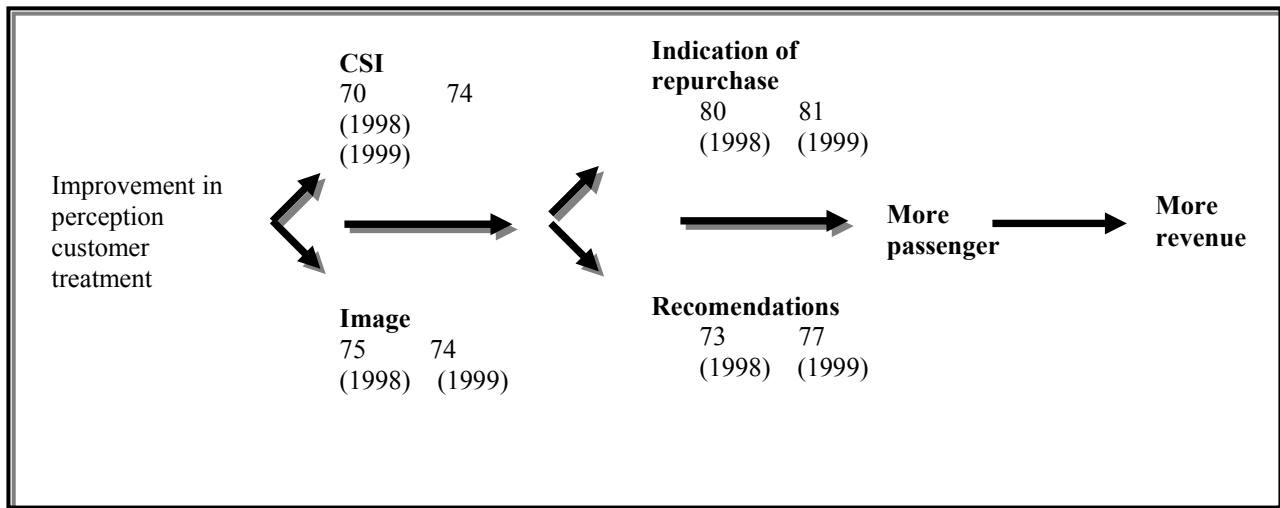 Improvement in
perception
customer
treatment
CSI
70 74
(1998)
(1999)
Image
75 74
(1998) (1999)
Indication of
repurchase
80 81
(1998) (1999)
Recomendations
73 77
(1998) (1999)
More
passenger
More
revenue